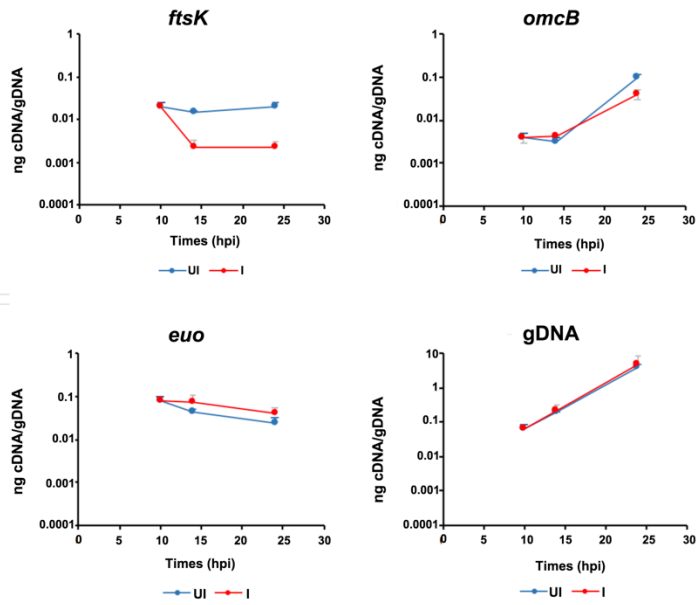 ftsK
1
0.1
0.01
0.001
0.0001
ng cDNA/gDNA
0 5 10 15 20 25 30
Times (hpi)
UI I
omcB
1
0.1
0.01
0.001
0.0001
ng cDNA/gDNA
0 5 10 15 20 25 30
Times (hpi)
UI I
euo
1
0.1
0.01
0.001
0.0001
ng cDNA/gDNA
0 5 10 15 20 25 30
Times (hpi)
UI I
gDNA
10
1
0.1
0.01
0.001
0.0001
ng cDNA/gDNA
0 5 10 15 20 25 30
Times (hpi)
UI I